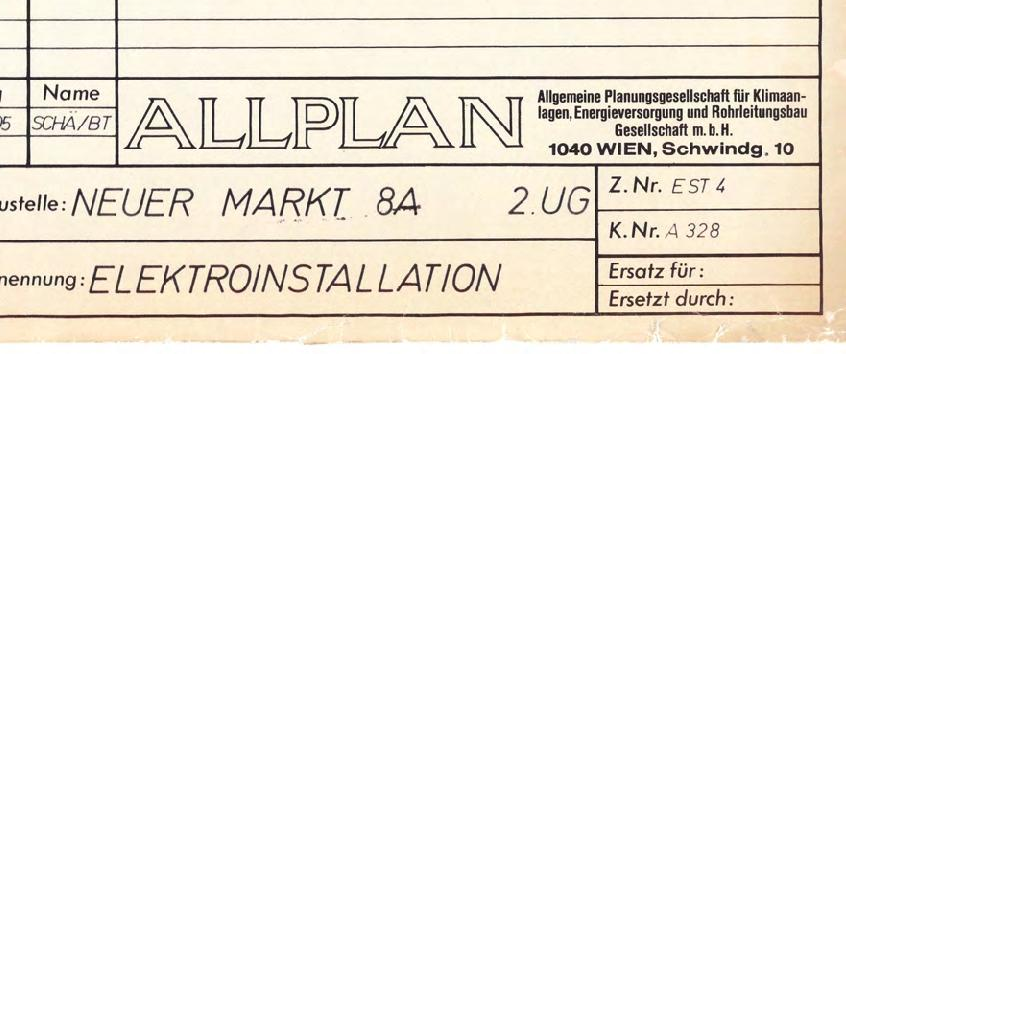 Name
SCHÄ/BT
ALLPLAN
Allgemeine Planungsgesellschaft für Klimaan-
lagen, Energieversorgung und Rohrleitungsbau
Gesellschaft m.b.H.
1040 WIEN, Schwindg. 10
ustelle: NEUER MARKT 8A 2.UG
Z.Nr. EST 4
K.Nr. A 328
nennung: ELEKTROINSTALLATION
Ersatz für:
Ersetzt durch: